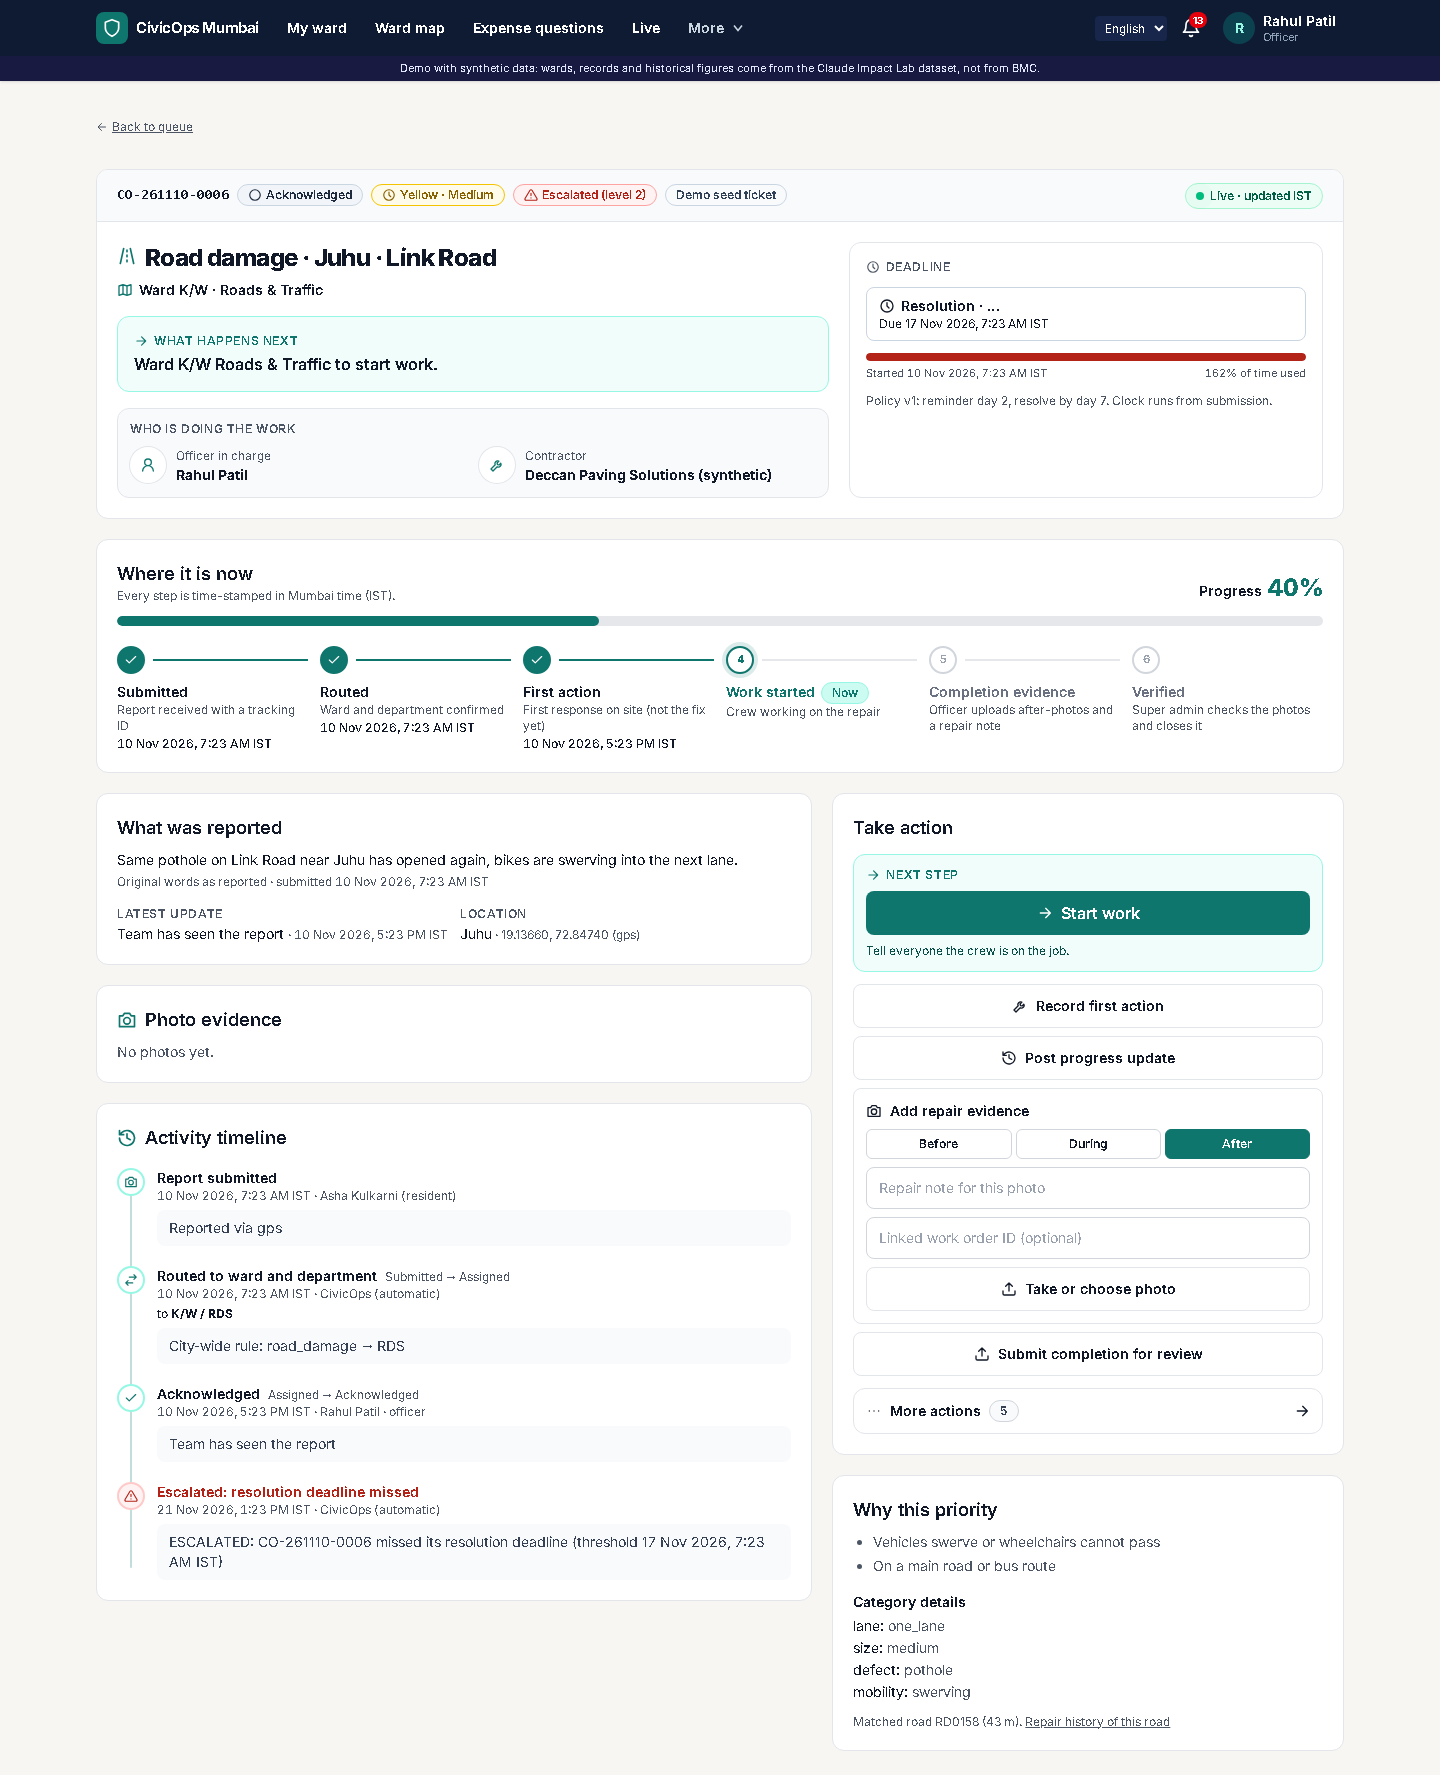 CivicOps Mumbai My ward Ward map Expense questions Live More English 13 R Rahul Patil
Officer
Demo with synthetic data: wards, records and historical figures come from the Claude Impact Lab dataset, not from BMC.
← Back to queue
CO-261110-0006 Acknowledged Yellow · Medium Escalated (level 2) Demo seed ticket Live · updated IST
Road damage · Juhu · Link Road
Ward K/W · Roads & Traffic
→ WHAT HAPPENS NEXT
Ward K/W Roads & Traffic to start work.
WHO IS DOING THE WORK
Officer in charge
Rahul Patil
Contractor
Deccan Paving Solutions (synthetic)
DEADLINE
Resolution · ...
Due 17 Nov 2026, 7:23 AM IST
Started 10 Nov 2026, 7:23 AM IST 162% of time used
Policy v1: reminder day 2, resolve by day 7. Clock runs from submission.
Where it is now
Every step is time-stamped in Mumbai time (IST).
Progress 40%
Submitted
Report received with a tracking
ID
10 Nov 2026, 7:23 AM IST
Routed
Ward and department confirmed
10 Nov 2026, 7:23 AM IST
First action
First response on site (not the fix
yet)
10 Nov 2026, 5:23 PM IST
4
Work started Now
Crew working on the repair
5
Completion evidence
Officer uploads after-photos and
a repair note
6
Verified
Super admin checks the photos
and closes it
What was reported
Same pothole on Link Road near Juhu has opened again, bikes are swerving into the next lane.
Original words as reported · submitted 10 Nov 2026, 7:23 AM IST
LATEST UPDATE
Team has seen the report · 10 Nov 2026, 5:23 PM IST
LOCATION
Juhu · 19.13660, 72.84740 (gps)
Photo evidence
No photos yet.
Activity timeline
Report submitted
10 Nov 2026, 7:23 AM IST · Asha Kulkarni (resident)
Reported via gps
Routed to ward and department Submitted → Assigned
10 Nov 2026, 7:23 AM IST · CivicOps (automatic)
to K/W / RDS
City-wide rule: road_damage → RDS
Acknowledged Assigned → Acknowledged
10 Nov 2026, 5:23 PM IST · Rahul Patil · officer
Team has seen the report
Escalated: resolution deadline missed
21 Nov 2026, 1:23 PM IST · CivicOps (automatic)
ESCALATED: CO-261110-0006 missed its resolution deadline (threshold 17 Nov 2026, 7:23
AM IST)
Take action
→ NEXT STEP
→ Start work
Tell everyone the crew is on the job.
Record first action
Post progress update
Add repair evidence
Before During After
Repair note for this photo
Linked work order ID (optional)
Take or choose photo
Submit completion for review
··· More actions 5 →
Why this priority
• Vehicles swerve or wheelchairs cannot pass
• On a main road or bus route
Category details
lane: one_lane
size: medium
defect: pothole
mobility: swerving
Matched road RD0158 (43 m). Repair history of this road